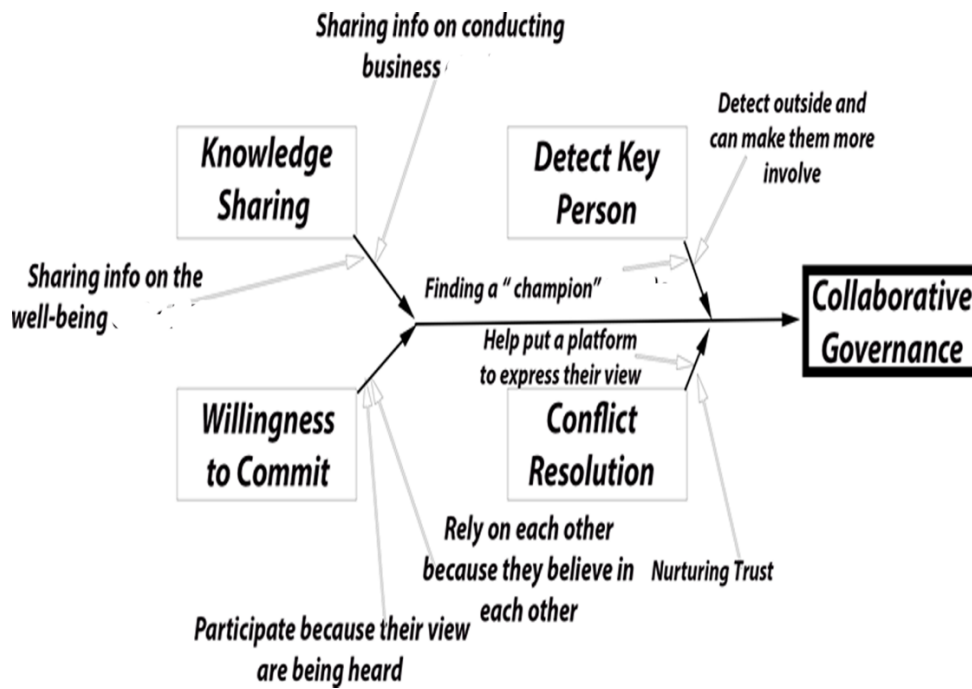 Sharing info on conducting
business
Detect outside and
can make them more
involve
Knowledge
Sharing
Detect Key
Person
Sharing info on the
well-being
Finding a “ champion”
Collaborative
Governance
Help put a platform
to express their view
Willingness
to Commit
Conflict
Resolution
Rely on each other
because they believe in
each other
Nurturing Trust
Participate because their view
are being heard